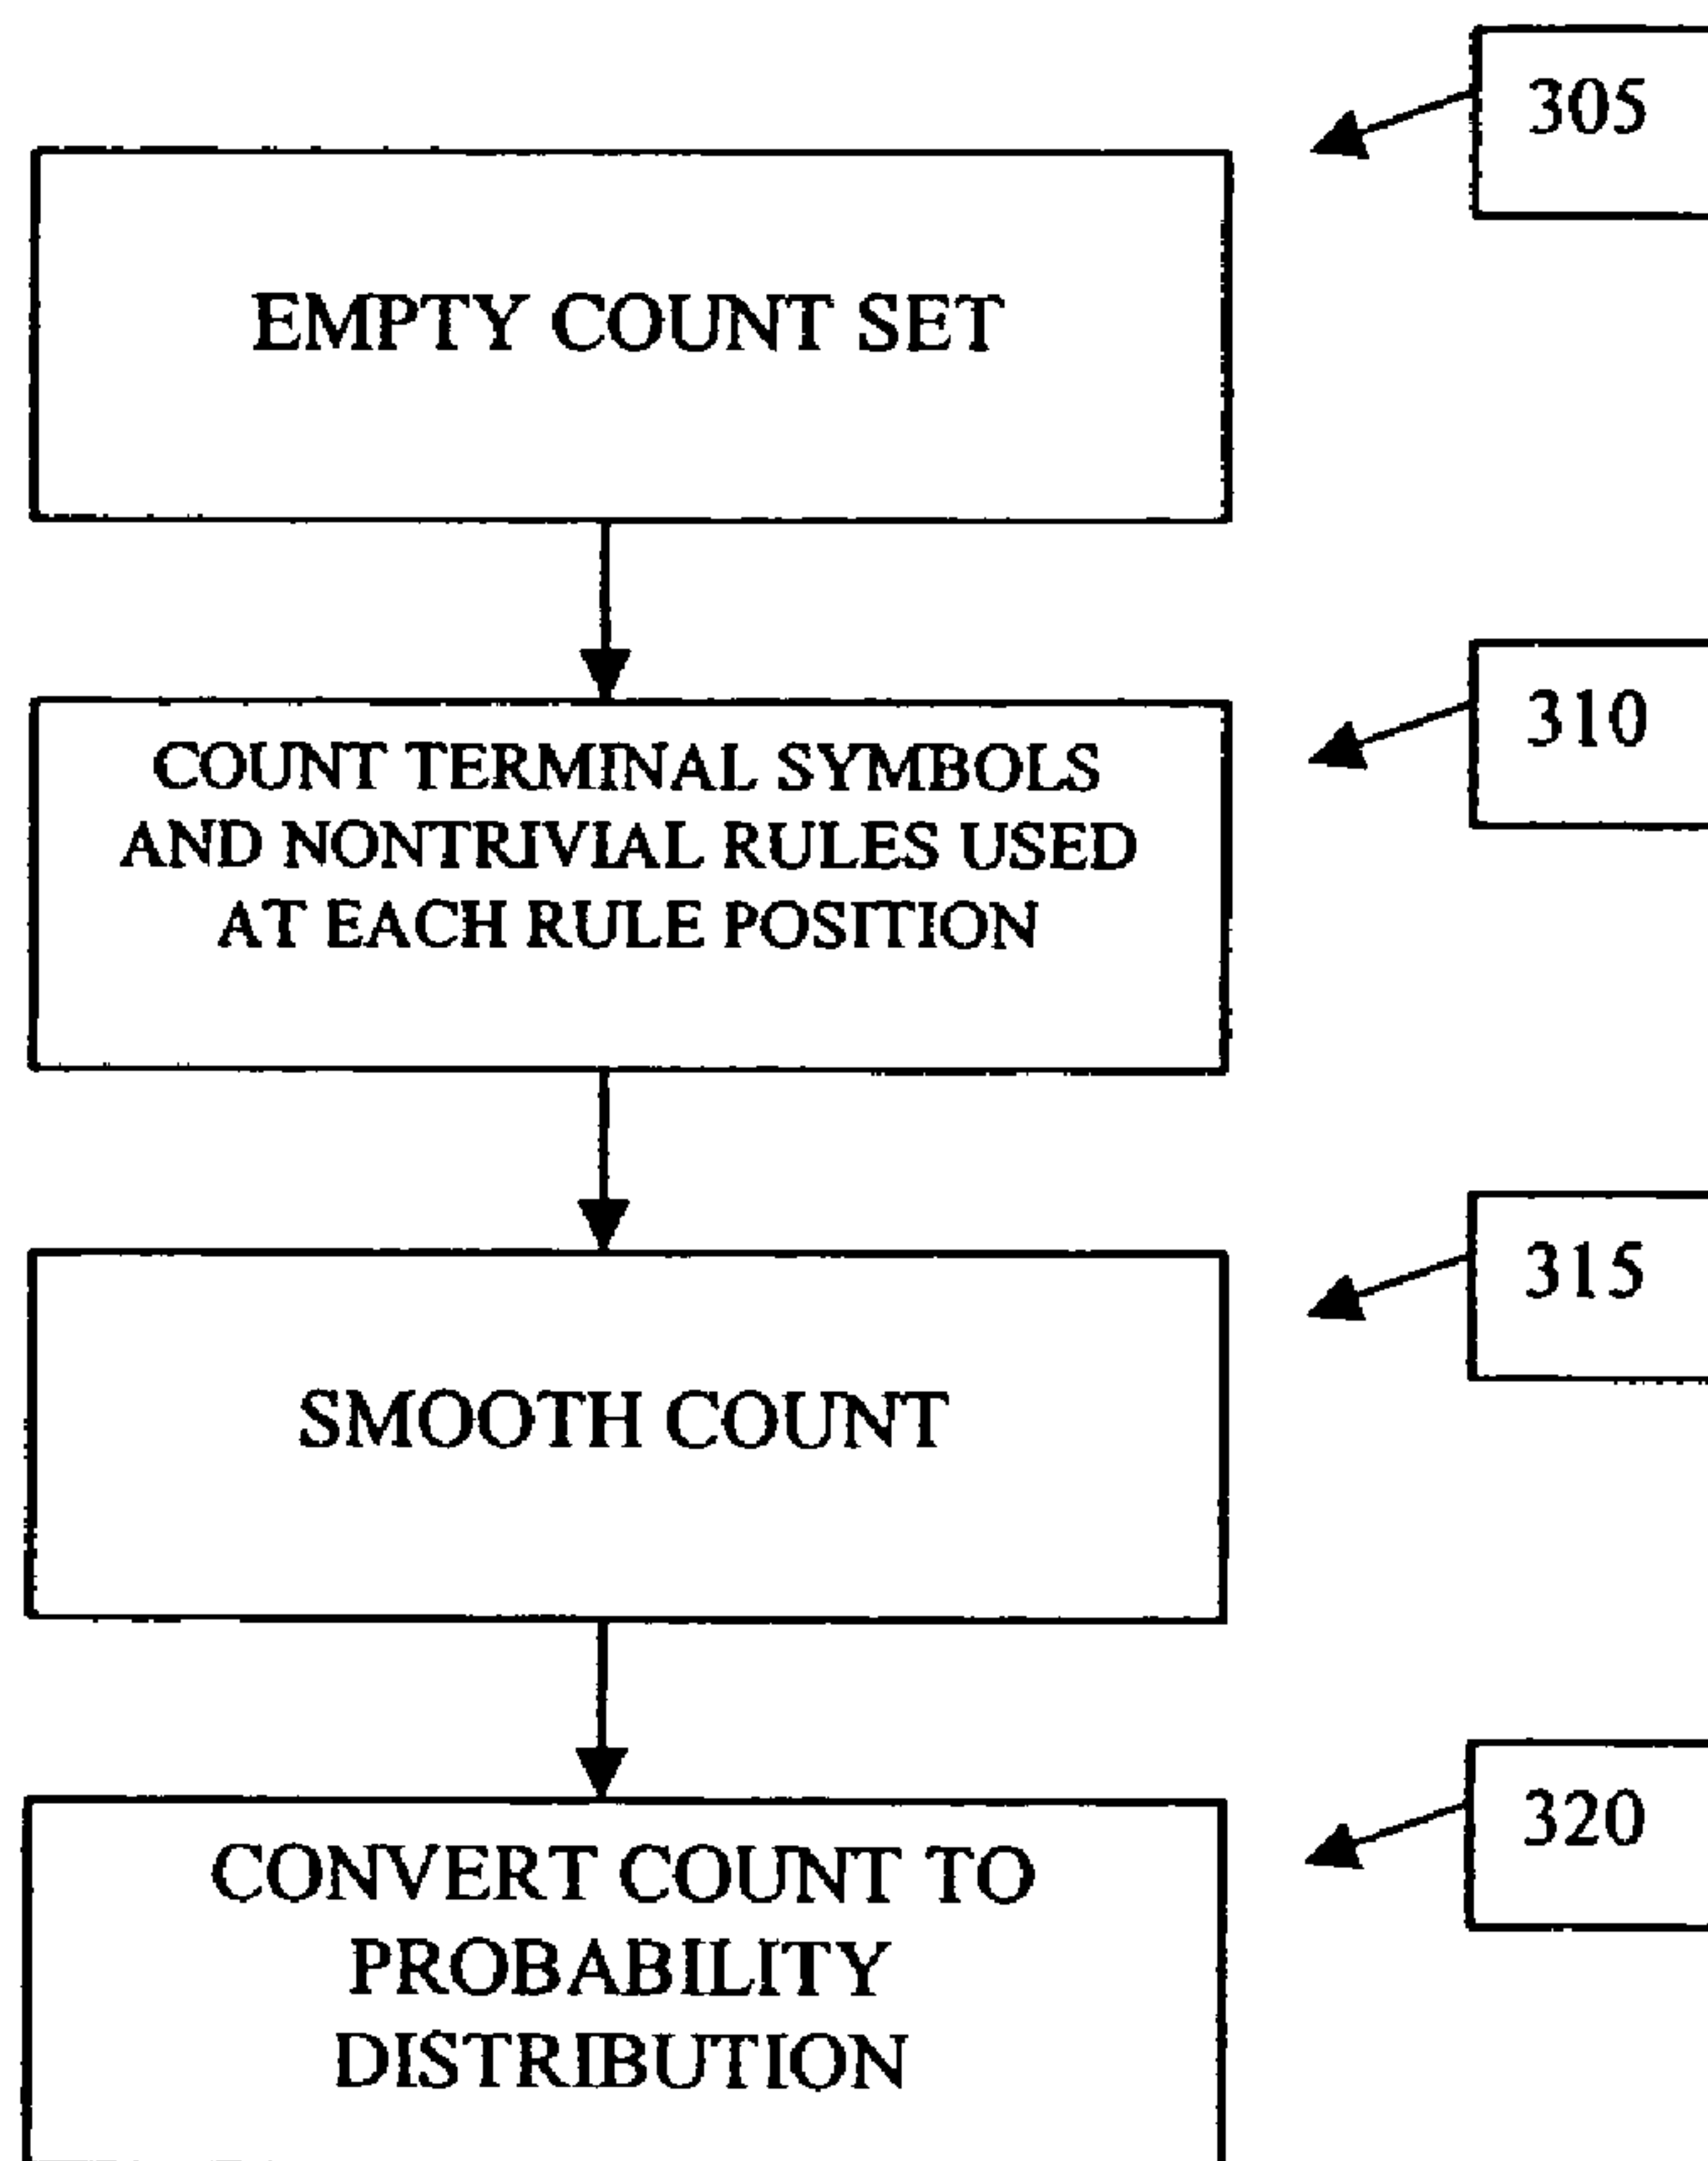 305
EMPTY COUNT SET
310
COUNT TERMINAL SYMBOLS
AND NONTRIVIAL RULES USED
AT EACH RULE POSITION
315
SMOOTH COUNT
320
CONVERT COUNT TO
PROBABILITY
DISTRIBUTION